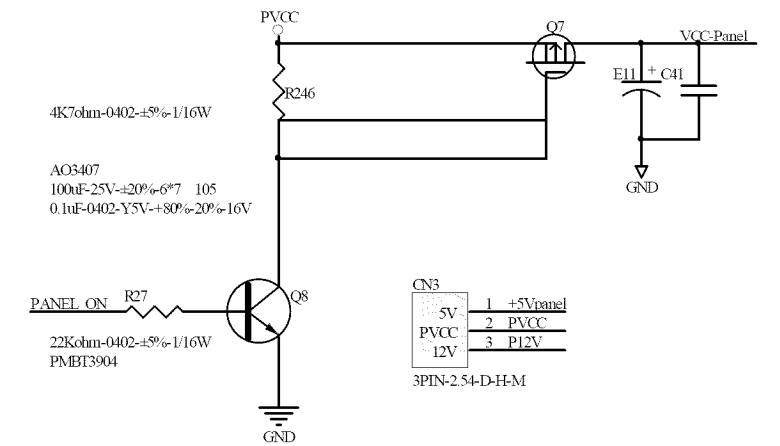 PVCC
Q7
VCC-Panel
E11 + C41
R246
4K7ohm-0402-±5%-1/16W
AO3407
100uF-25V-±20%-6*7 105
0.1uF-0402-Y5V-+80%-20%-16V
GND
CN3
PANEL_ON R27 Q8
5V 1 +5Vpanel
PVCC 2 PVCC
12V 3 P12V
22Kohm-0402-±5%-1/16W
PMBT3904
3PIN-2.54-D-H-M
GND